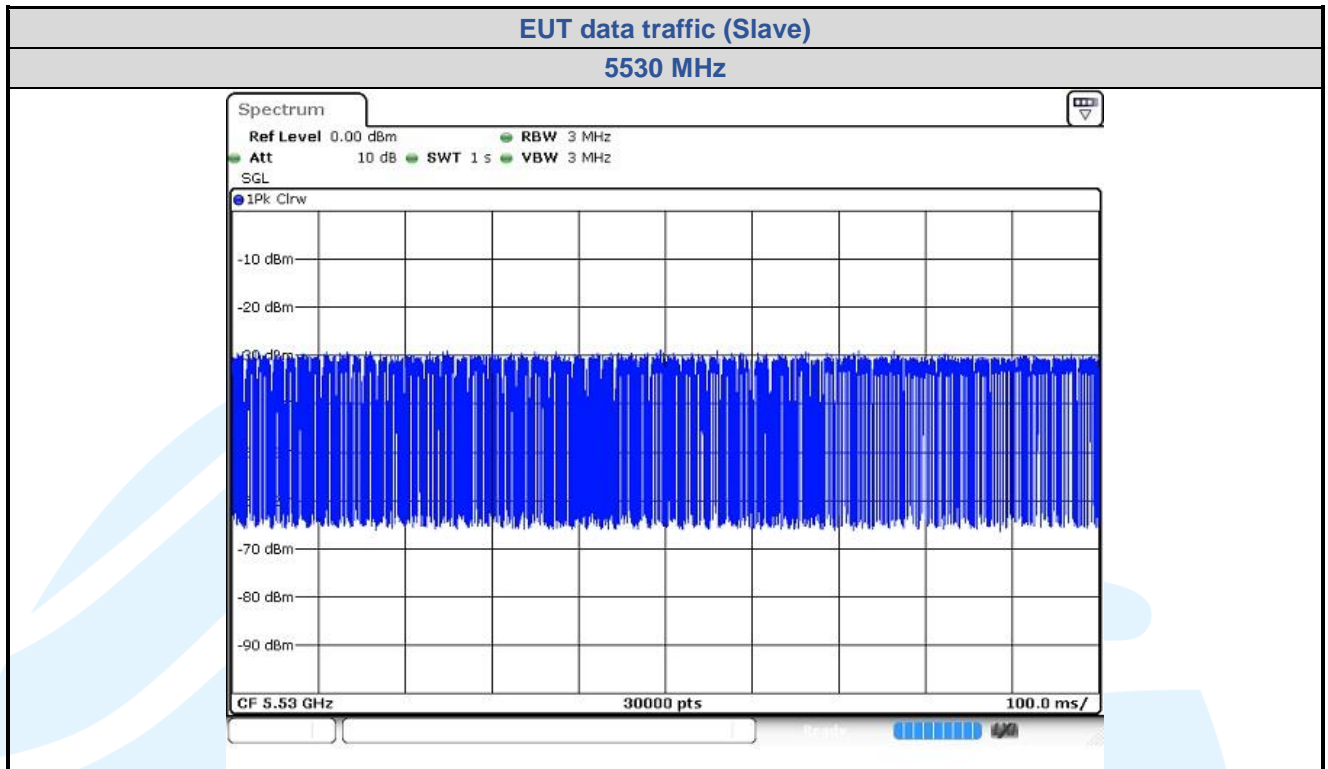 EUT data traffic (Slave)
5530 MHz
Spectrum
Ref Level 0.00 dBm RBW 3 MHz
Att 10 dB SWT 1 s VBW 3 MHz
SGL
1Pk Clrw
-10 dBm
-20 dBm
-30 dBm
-70 dBm
-80 dBm
-90 dBm
CF 5.53 GHz 30000 pts 100.0 ms/